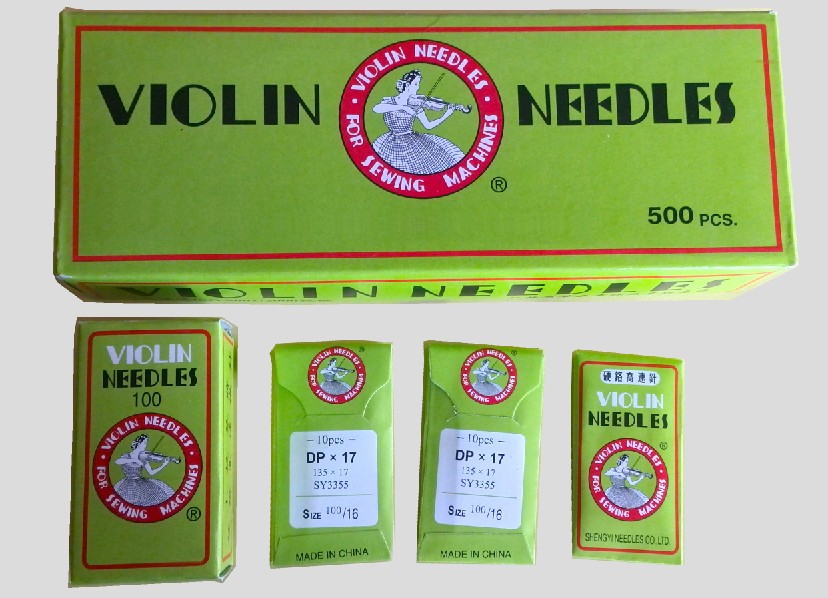 VIOLIN NEEDLES
VIOLIN NEEDLES
FOR SEWING MACHINES
®
500 PCS.
VIOLIN NEEDLES
VIOLIN
NEEDLES
100
VIOLIN NEEDLES
FOR SEWING MACHINES
®
VIOLIN NEEDLES
FOR SEWING MACHINES
®
- 10pcs -
DP × 17
135 × 17
SY3355
SIZE 100/16
MADE IN CHINA
VIOLIN NEEDLES
FOR SEWING MACHINES
®
- 10pcs -
DP × 17
135 × 17
SY3355
SIZE 100/16
MADE IN CHINA
硬鉻高速針
VIOLIN
NEEDLES
®
VIOLIN NEEDLES
FOR SEWING MACHINES
SHENGYI NEEDLES CO.LTD.